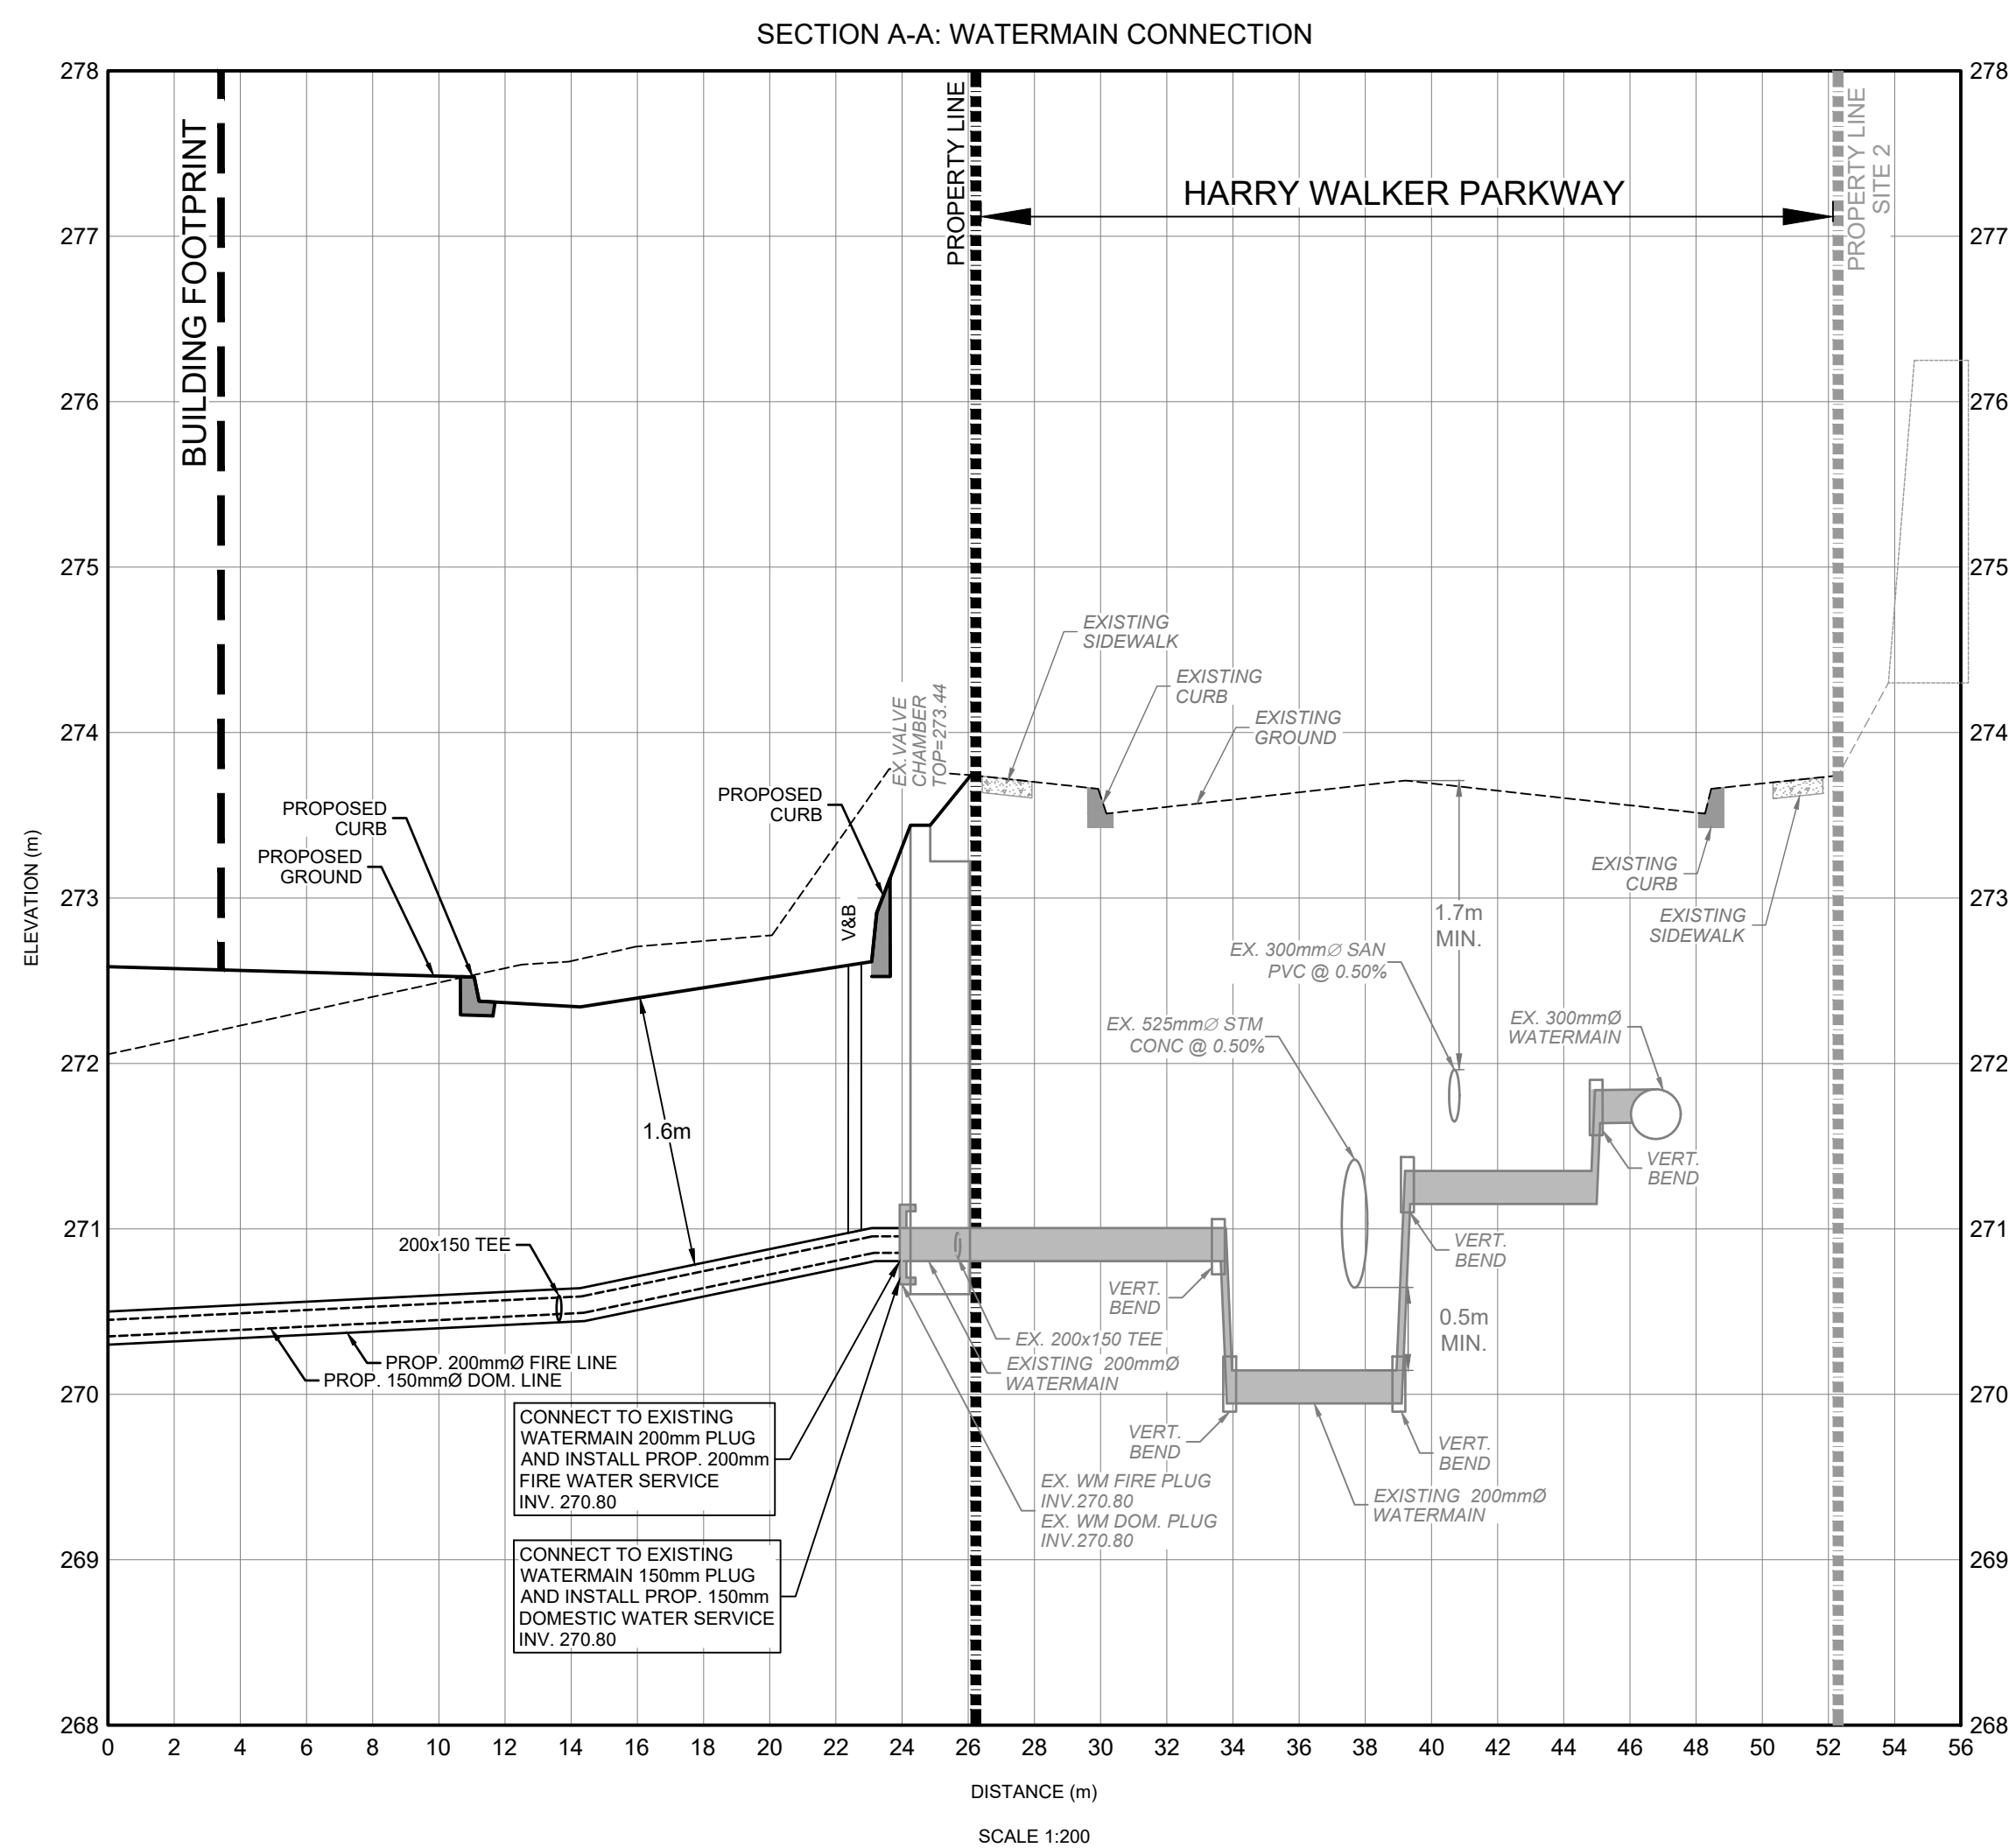 SECTION A-A: WATERMAIN CONNECTION
278
277
276
275
274
273
272
271
270
269
268
ELEVATION (m)
278
277
276
275
274
273
272
271
270
269
268
BUILDING FOOTPRINT
PROPERTY LINE
HARRY WALKER PARKWAY
PROPERTY LINE
SITE 2
EXISTING
SIDEWALK
EXISTING
CURB
EXISTING
GROUND
EX.VALVE
CHAMBER
TOP=273.44
PROPOSED
CURB
PROPOSED
CURB
PROPOSED
GROUND
V&B
EXISTING
CURB
EXISTING
SIDEWALK
1.7m
MIN.
EX. 300mm∅ SAN
PVC @ 0.50%
EX. 525mm∅ STM
CONC @ 0.50%
EX. 300mmØ
WATERMAIN
1.6m
VERT.
BEND
200x150 TEE
VERT.
BEND
VERT.
BEND
0.5m
MIN.
EX. 200x150 TEE
EXISTING 200mmØ
WATERMAIN
PROP. 200mmØ FIRE LINE
PROP. 150mmØ DOM. LINE
CONNECT TO EXISTING
WATERMAIN 200mm PLUG
AND INSTALL PROP. 200mm
FIRE WATER SERVICE
INV. 270.80
VERT.
BEND
VERT.
BEND
EX. WM FIRE PLUG
INV.270.80
EX. WM DOM. PLUG
INV.270.80
EXISTING 200mmØ
WATERMAIN
CONNECT TO EXISTING
WATERMAIN 150mm PLUG
AND INSTALL PROP. 150mm
DOMESTIC WATER SERVICE
INV. 270.80
0 2 4 6 8 10 12 14 16 18 20 22 24 26 28 30 32 34 36 38 40 42 44 46 48 50 52 54 56
DISTANCE (m)
SCALE 1:200